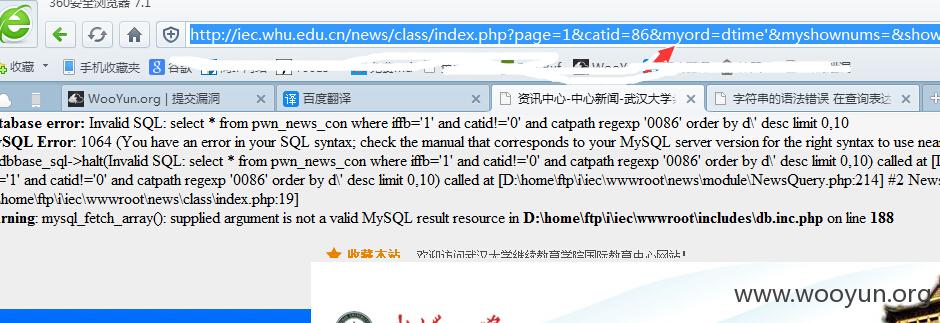 360安全浏览器 7.1
http://iec.whu.edu.cn/news/class/index.php?page=1&catid=86&myord=dtime'&myshownums=&show
收藏 手机收藏夹 谷歌 WooY
WooYun.org | 提交漏洞 百度翻译 资讯中心-中心新闻-武汉大学 字符串的语法错误 在查询表达
tabase error: Invalid SQL: select * from pwn_news_con where iffb='1' and catid!='0' and catpath regexp '0086' order by d\' desc limit 0,10
ySQL Error: 1064 (You have an error in your SQL syntax; check the manual that corresponds to your MySQL server version for the right syntax to use near
dbbase_sql->halt(Invalid SQL: select * from pwn_news_con where iffb='1' and catid!='0' and catpath regexp '0086' order by d\' desc limit 0,10) called at [D
='1' and catid!='0' and catpath regexp '0086' order by d\' desc limit 0,10) called at [D:\home\ftp\i\iec\wwwroot\news\module\NewsQuery.php:214] #2 News
\home\ftp\i\iec\wwwroot\news\class\index.php:19]
rning: mysql_fetch_array(): supplied argument is not a valid MySQL result resource in D:\home\ftp\i\iec\wwwroot\includes\db.inc.php on line 188
收藏本站 欢迎访问武汉大学继续教育学院国际教育中心网站!
www.wooyun.org